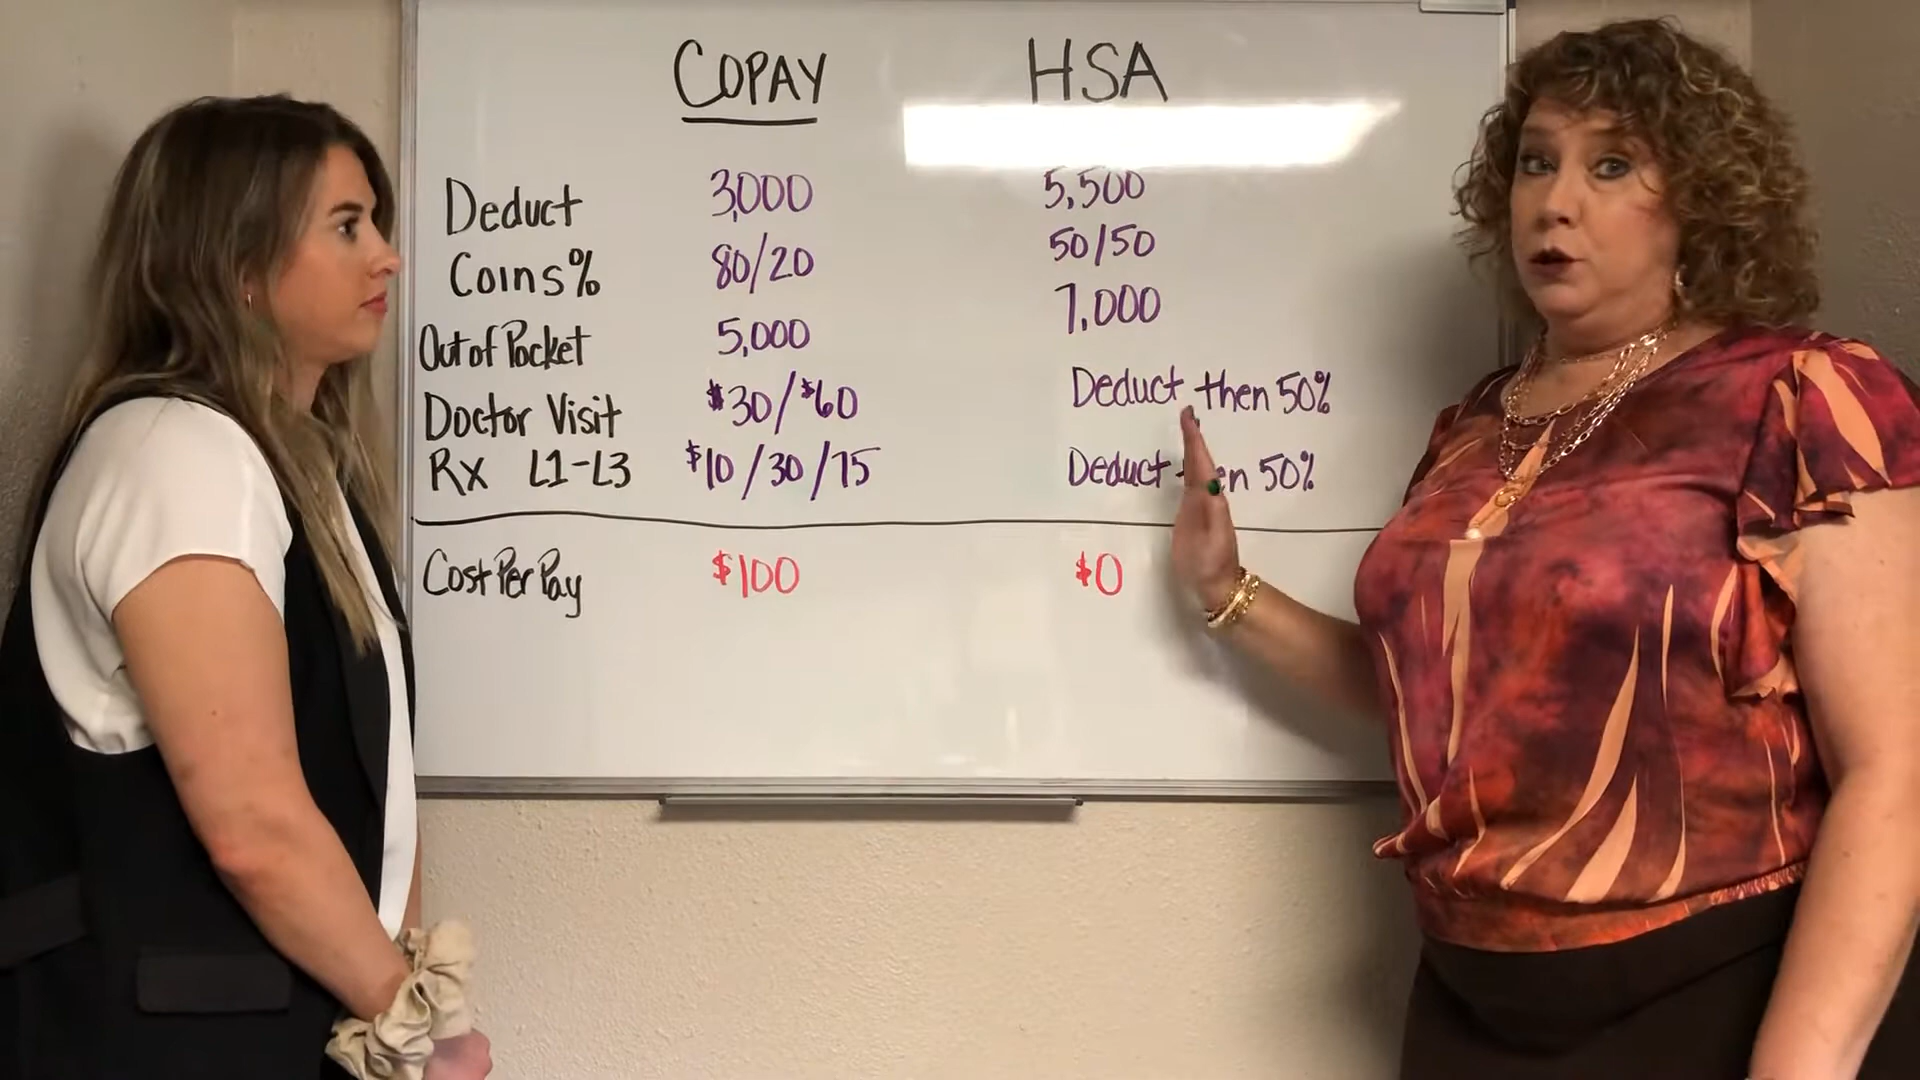 COPAY HSA
Deduct 3,000 5,500
Coins% 80/20 50/50
Out of Pocket 5,000 7,000
Doctor Visit $30/$60 Deduct then 50%
Rx L1-L3 $10/30/75 Deduct 50%
Cost Per Pay $100 $0